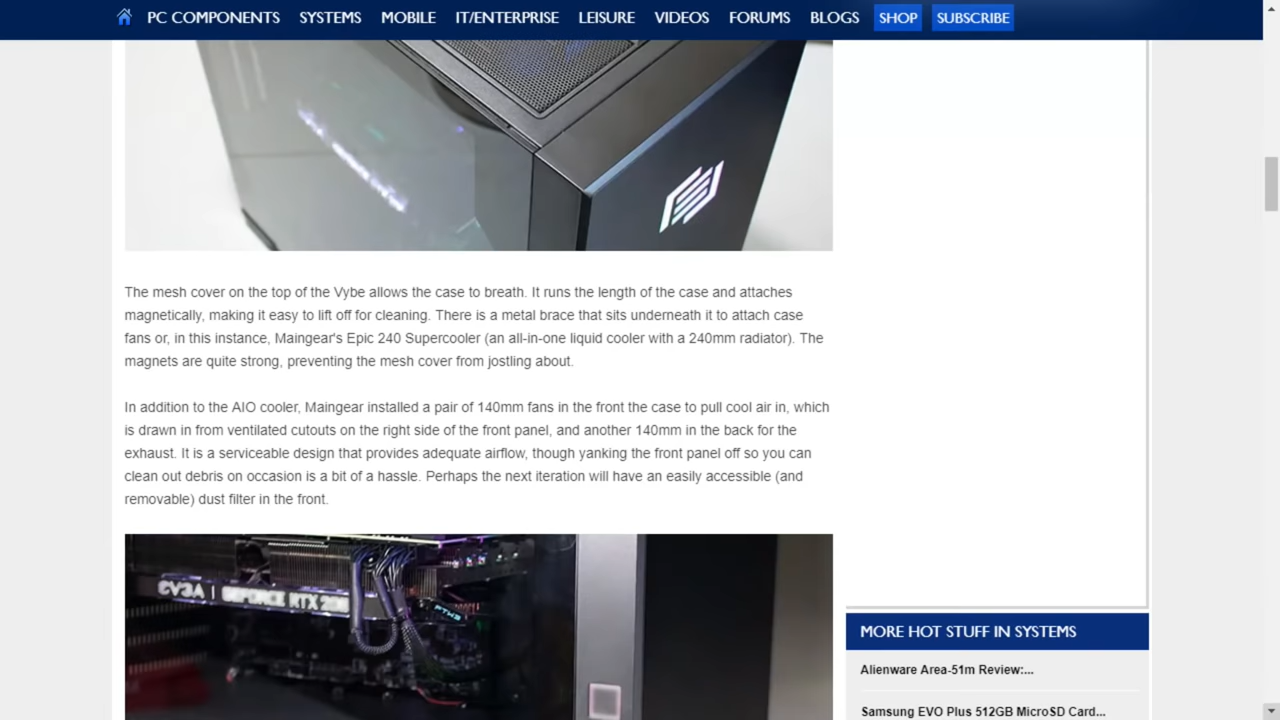 PC COMPONENTS SYSTEMS MOBILE IT/ENTERPRISE LEISURE VIDEOS FORUMS BLOGS SHOP SUBSCRIBE
The mesh cover on the top of the Vybe allows the case to breath. It runs the length of the case and attaches
magnetically, making it easy to lift off for cleaning. There is a metal brace that sits underneath it to attach case
fans or, in this instance, Maingear's Epic 240 Supercooler (an all-in-one liquid cooler with a 240mm radiator). The
magnets are quite strong, preventing the mesh cover from jostling about.
In addition to the AIO cooler, Maingear installed a pair of 140mm fans in the front the case to pull cool air in, which
is drawn in from ventilated cutouts on the right side of the front panel, and another 140mm in the back for the
exhaust. It is a serviceable design that provides adequate airflow, though yanking the front panel off so you can
clean out debris on occasion is a bit of a hassle. Perhaps the next iteration will have an easily accessible (and
removable) dust filter in the front.
EVGA | GEFORCE RTX
MORE HOT STUFF IN SYSTEMS
Alienware Area-51m Review:...
Samsung EVO Plus 512GB MicroSD Card...